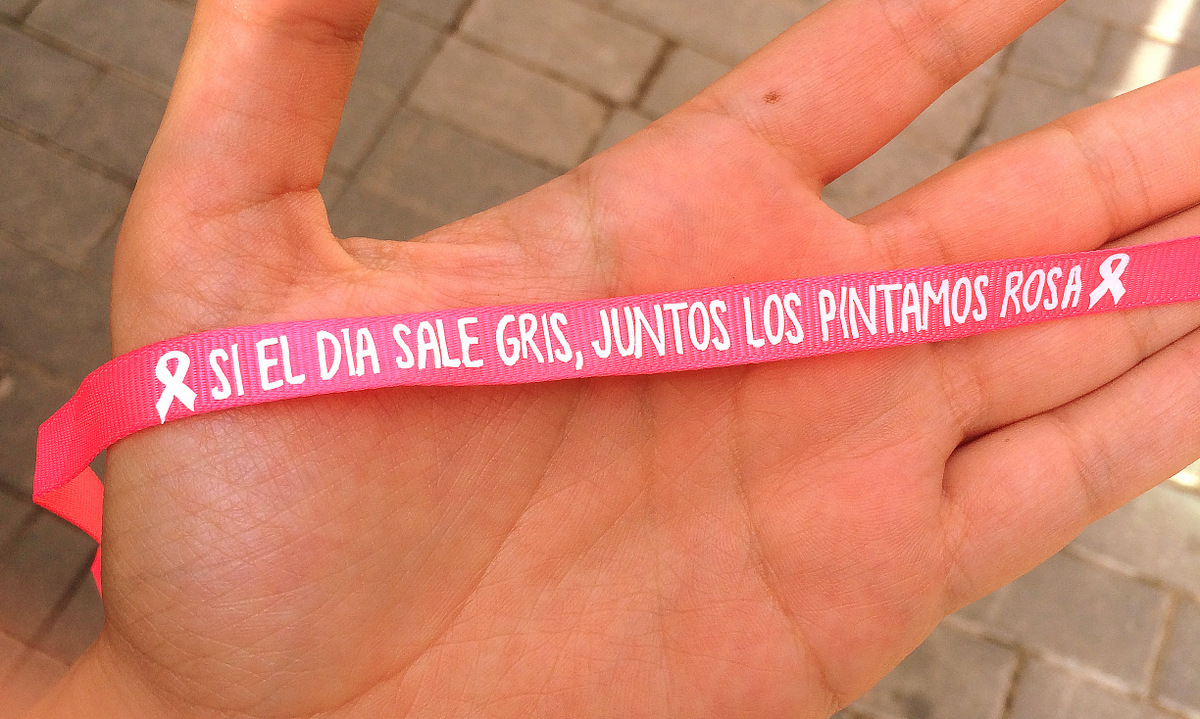 SI EL DIA SALE GRIS, JUNTOS LOS PINTAMOS ROSA